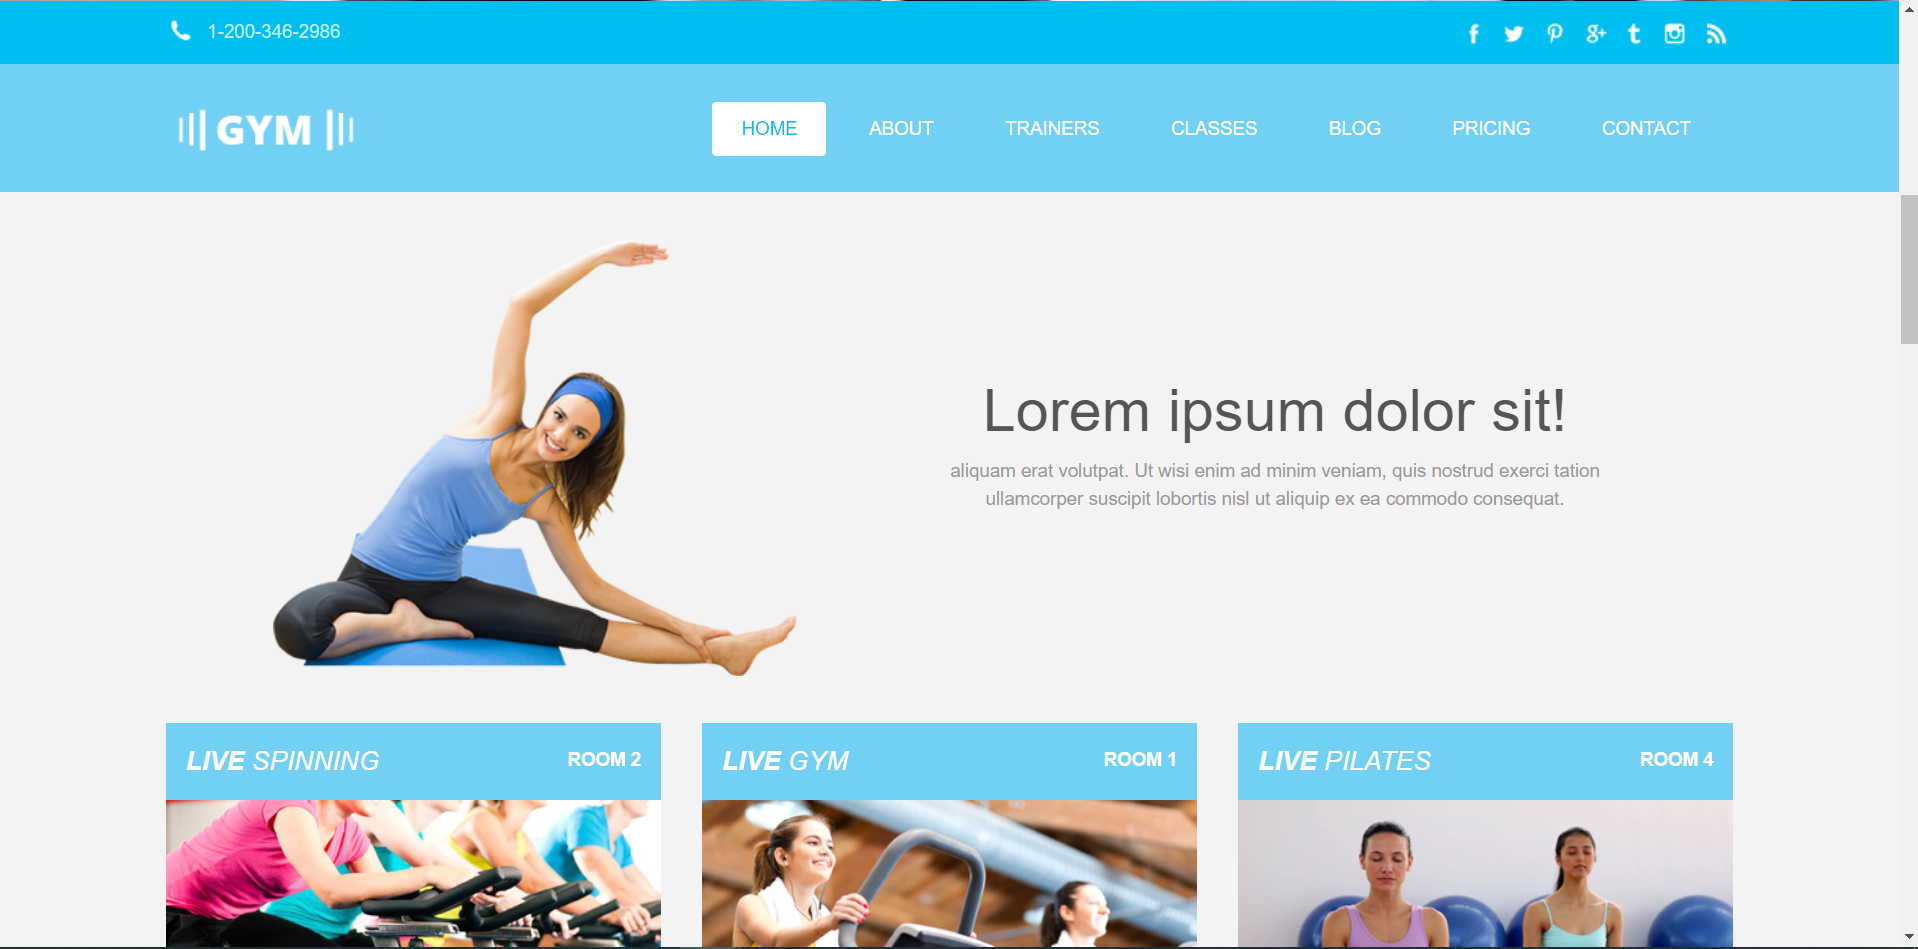 1-200-346-2986
GYM
HOME
ABOUT
TRAINERS
CLASSES
BLOG
PRICING
CONTACT
Lorem ipsum dolor sit!
aliquam erat volutpat. Ut wisi enim ad minim veniam, quis nostrud exerci tation
ullamcorper suscipit lobortis nisl ut aliquip ex ea commodo consequat.
LIVE SPINNING
ROOM 2
LIVE GYM
ROOM 1
LIVE PILATES
ROOM 4